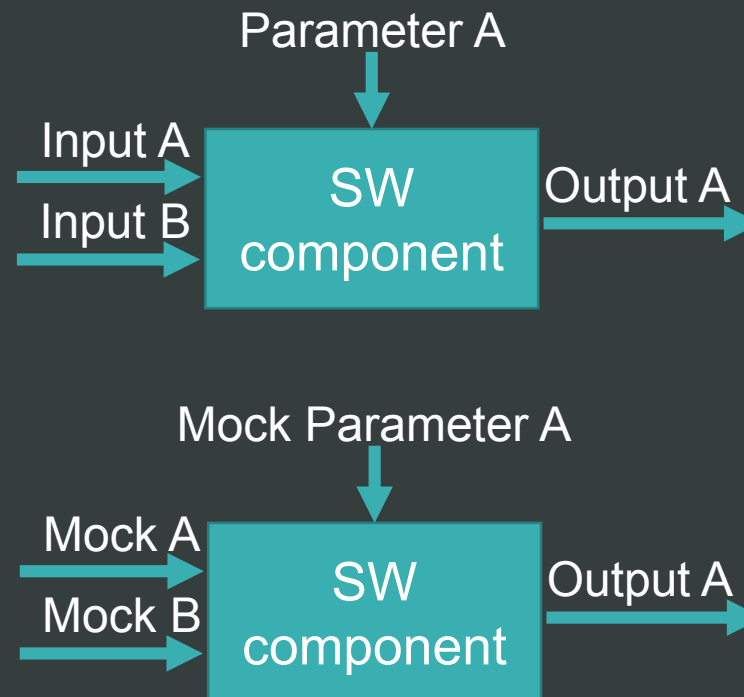 Parameter A
Input A
Input B
SW
component
Output A
Mock Parameter A
Mock A
Mock B
SW
component
Output A